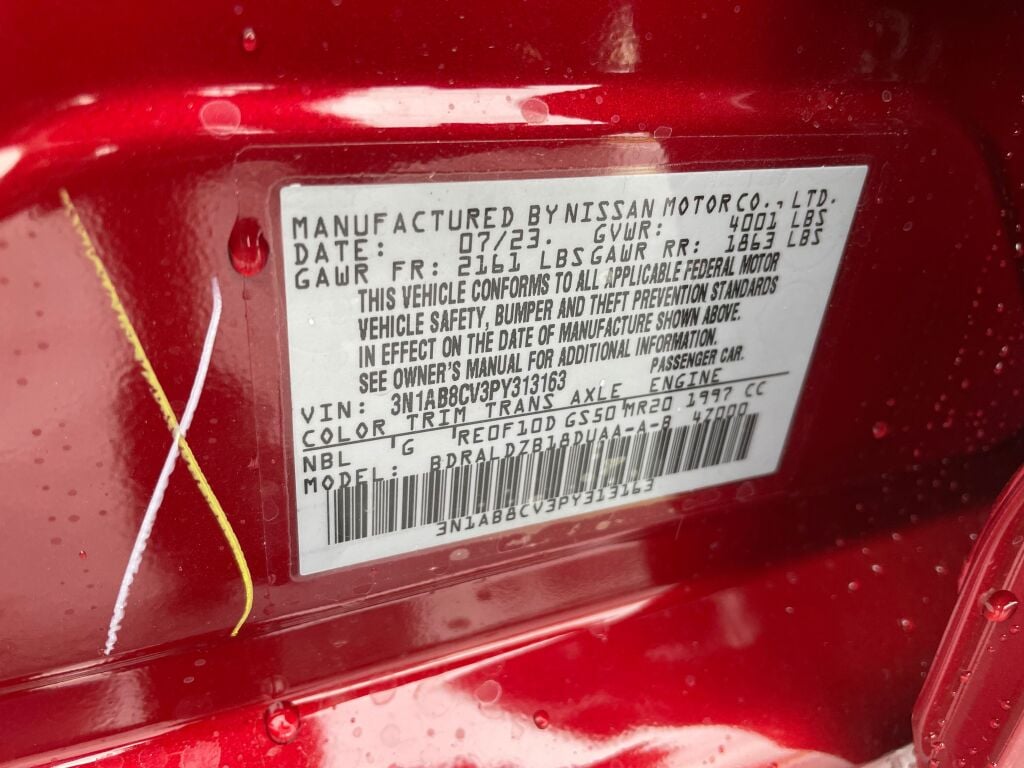 MANUFACTURED BY NISSAN MOTOR CO., LTD.
DATE: 07/23. GVWR: 4001 LBS
GAWR FR: 2161 LBS GAWR RR: 1863 LBS
THIS VEHICLE CONFORMS TO ALL APPLICABLE FEDERAL MOTOR
VEHICLE SAFETY, BUMPER AND THEFT PREVENTION STANDARDS
IN EFFECT ON THE DATE OF MANUFACTURE SHOWN ABOVE.
SEE OWNER'S MANUAL FOR ADDITIONAL INFORMATION.
VIN: 3N1AB8CV3PY313163 PASSENGER CAR.
COLOR TRIM TRANS AXLE ENGINE
NBL G RE0F10D GS50 MR20 1997 CC
MODEL: BDRALDZB18DUAA-A-B 47000
3N1AB8CV3PY313163